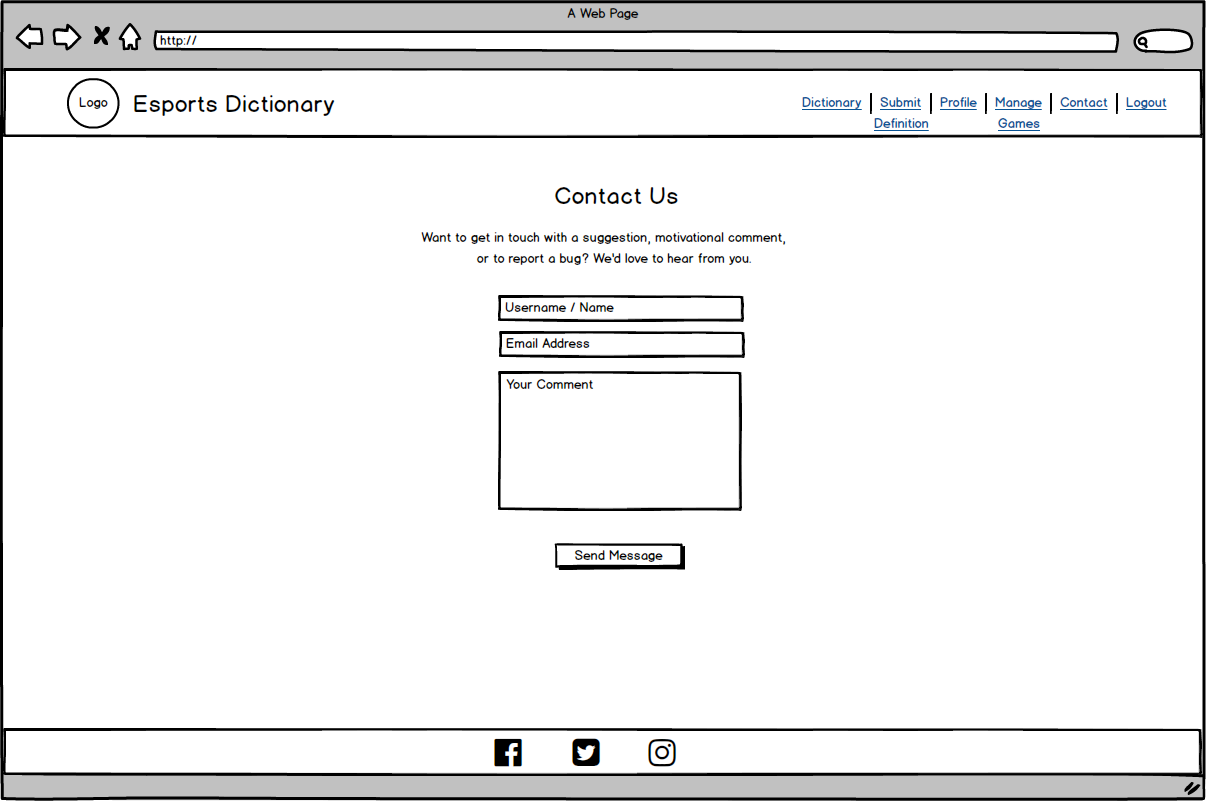 A Web Page
http://
Logo
Esports Dictionary
Dictionary Submit Profile Manage Contact Logout
Definition Games
Contact Us
Want to get in touch with a suggestion, motivational comment,
or to report a bug? We'd love to hear from you.
Username / Name
Email Address
Your Comment
Send Message